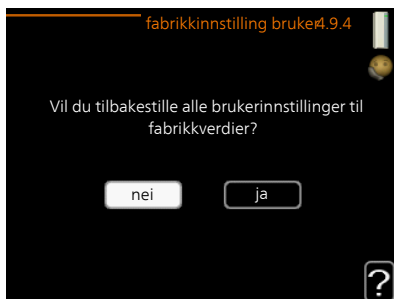 fabrikkinnstilling bruker4.9.4
Vil du tilbakestille alle brukerinnstillinger til
fabrikkverdier?
nei ja
?